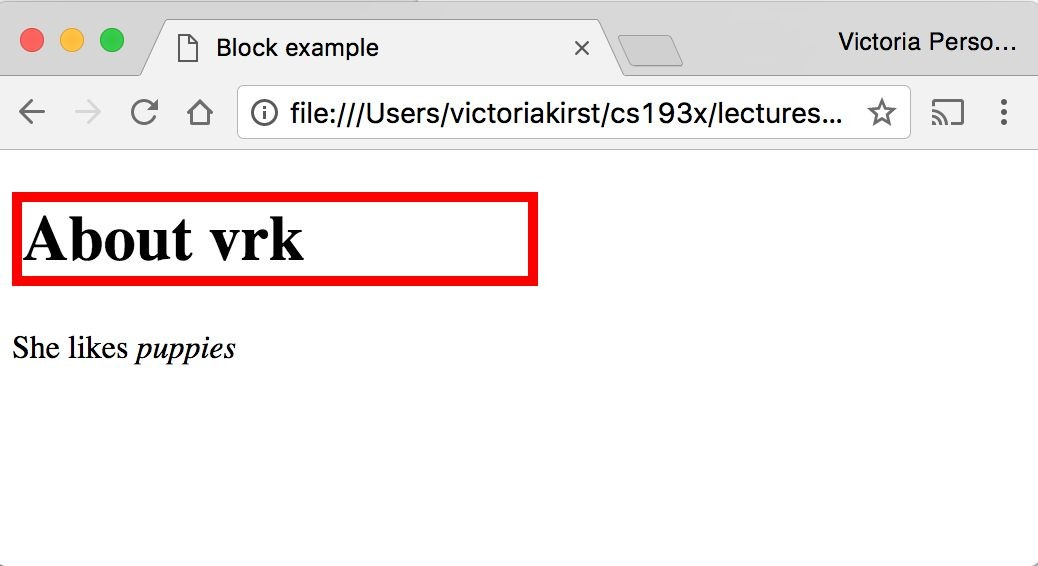 Block example
Victoria Perso...
file:///Users/victoriakirst/cs193x/lectures...
About vrk
She likes puppies